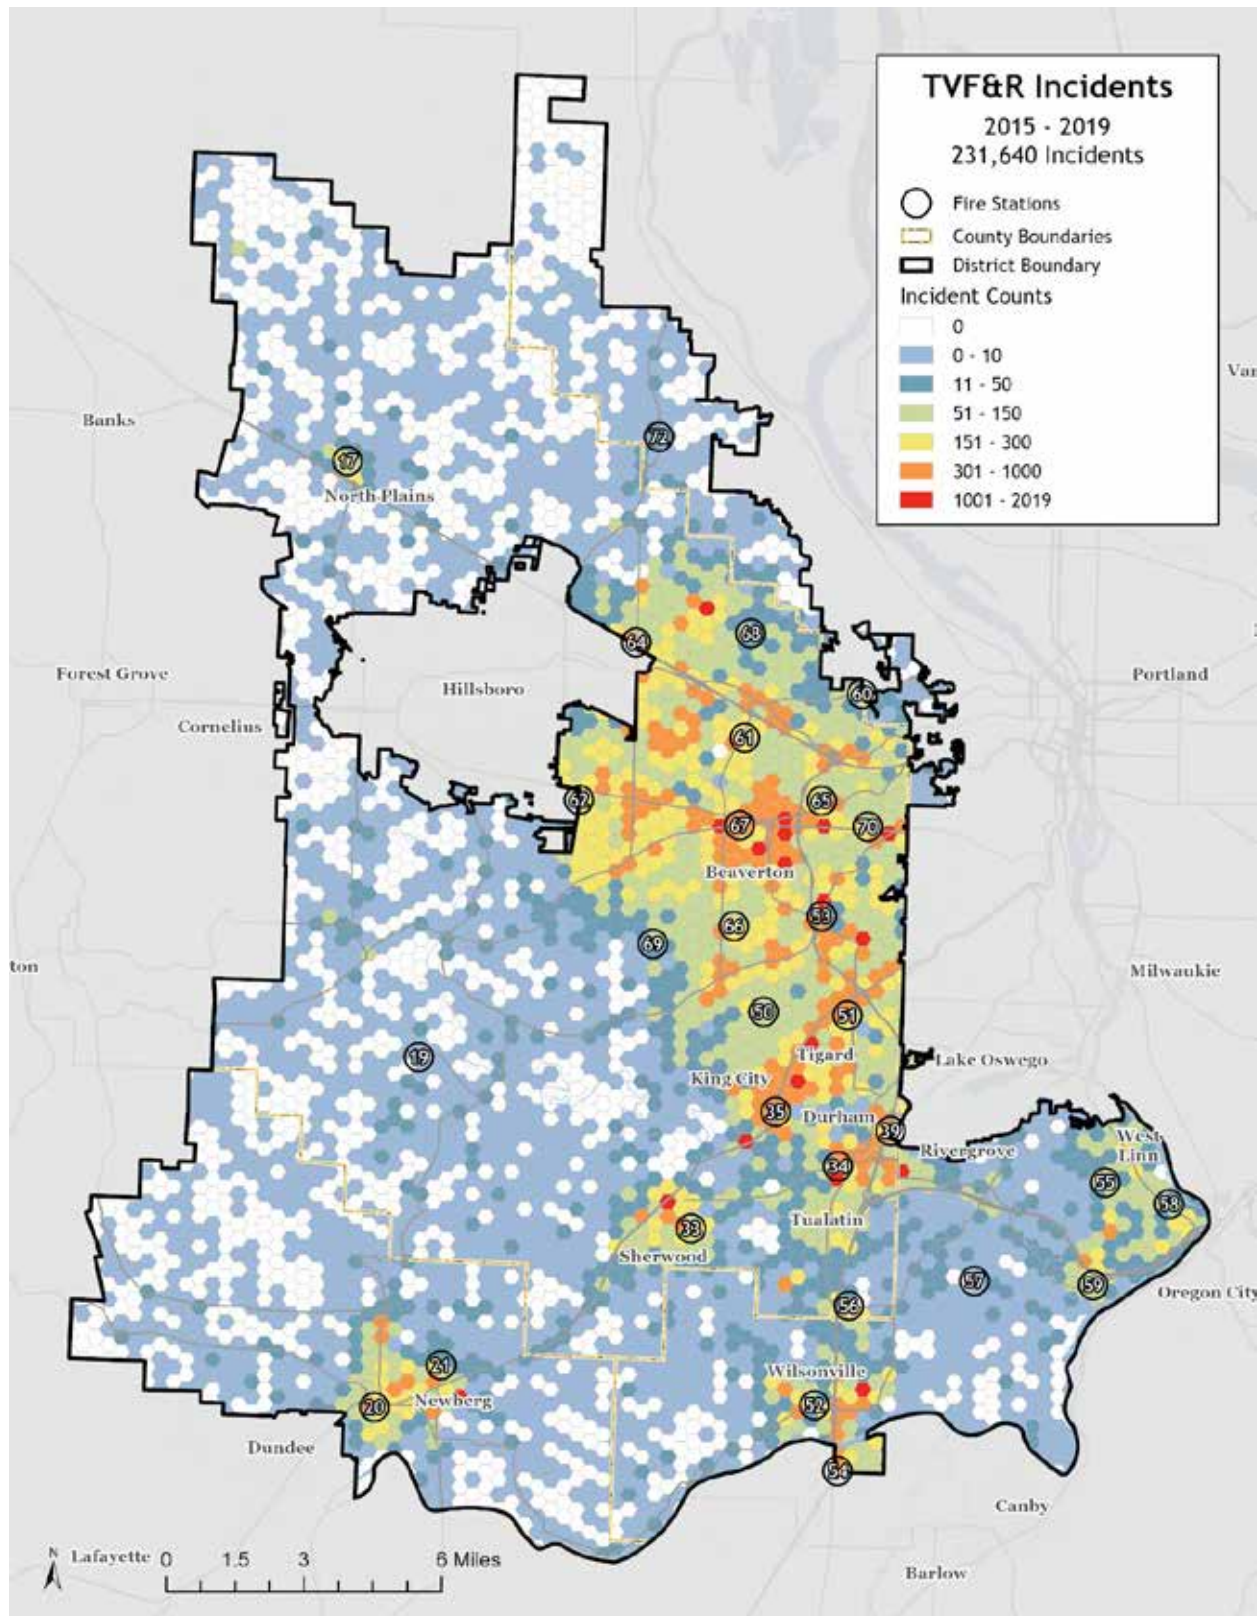 TVF&R Incidents
2015 - 2019
231,640 Incidents
Fire Stations
County Boundaries
District Boundary
Incident Counts
0
0 - 10
11 - 50
51 - 150
151 - 300
301 - 1000
1001 - 2019
Van
Banks
72
17
North Plains
64
68
Forest Grove
Portland
Hillsboro
60
Cornelius
61
62
65
67
70
Beaverton
53
66
69
ton
Milwaukie
50
51
19
Tigard
Lake Oswego
King City
35
Durham
39
Rivergrove
West
Linn
34
55
58
Tualatin
33
Sherwood
57
59
Oregon City
56
21
Wilsonville
Newberg
20
52
Dundee
54
Canby
N
Lafayette
0 1.5 3 6 Miles
Barlow